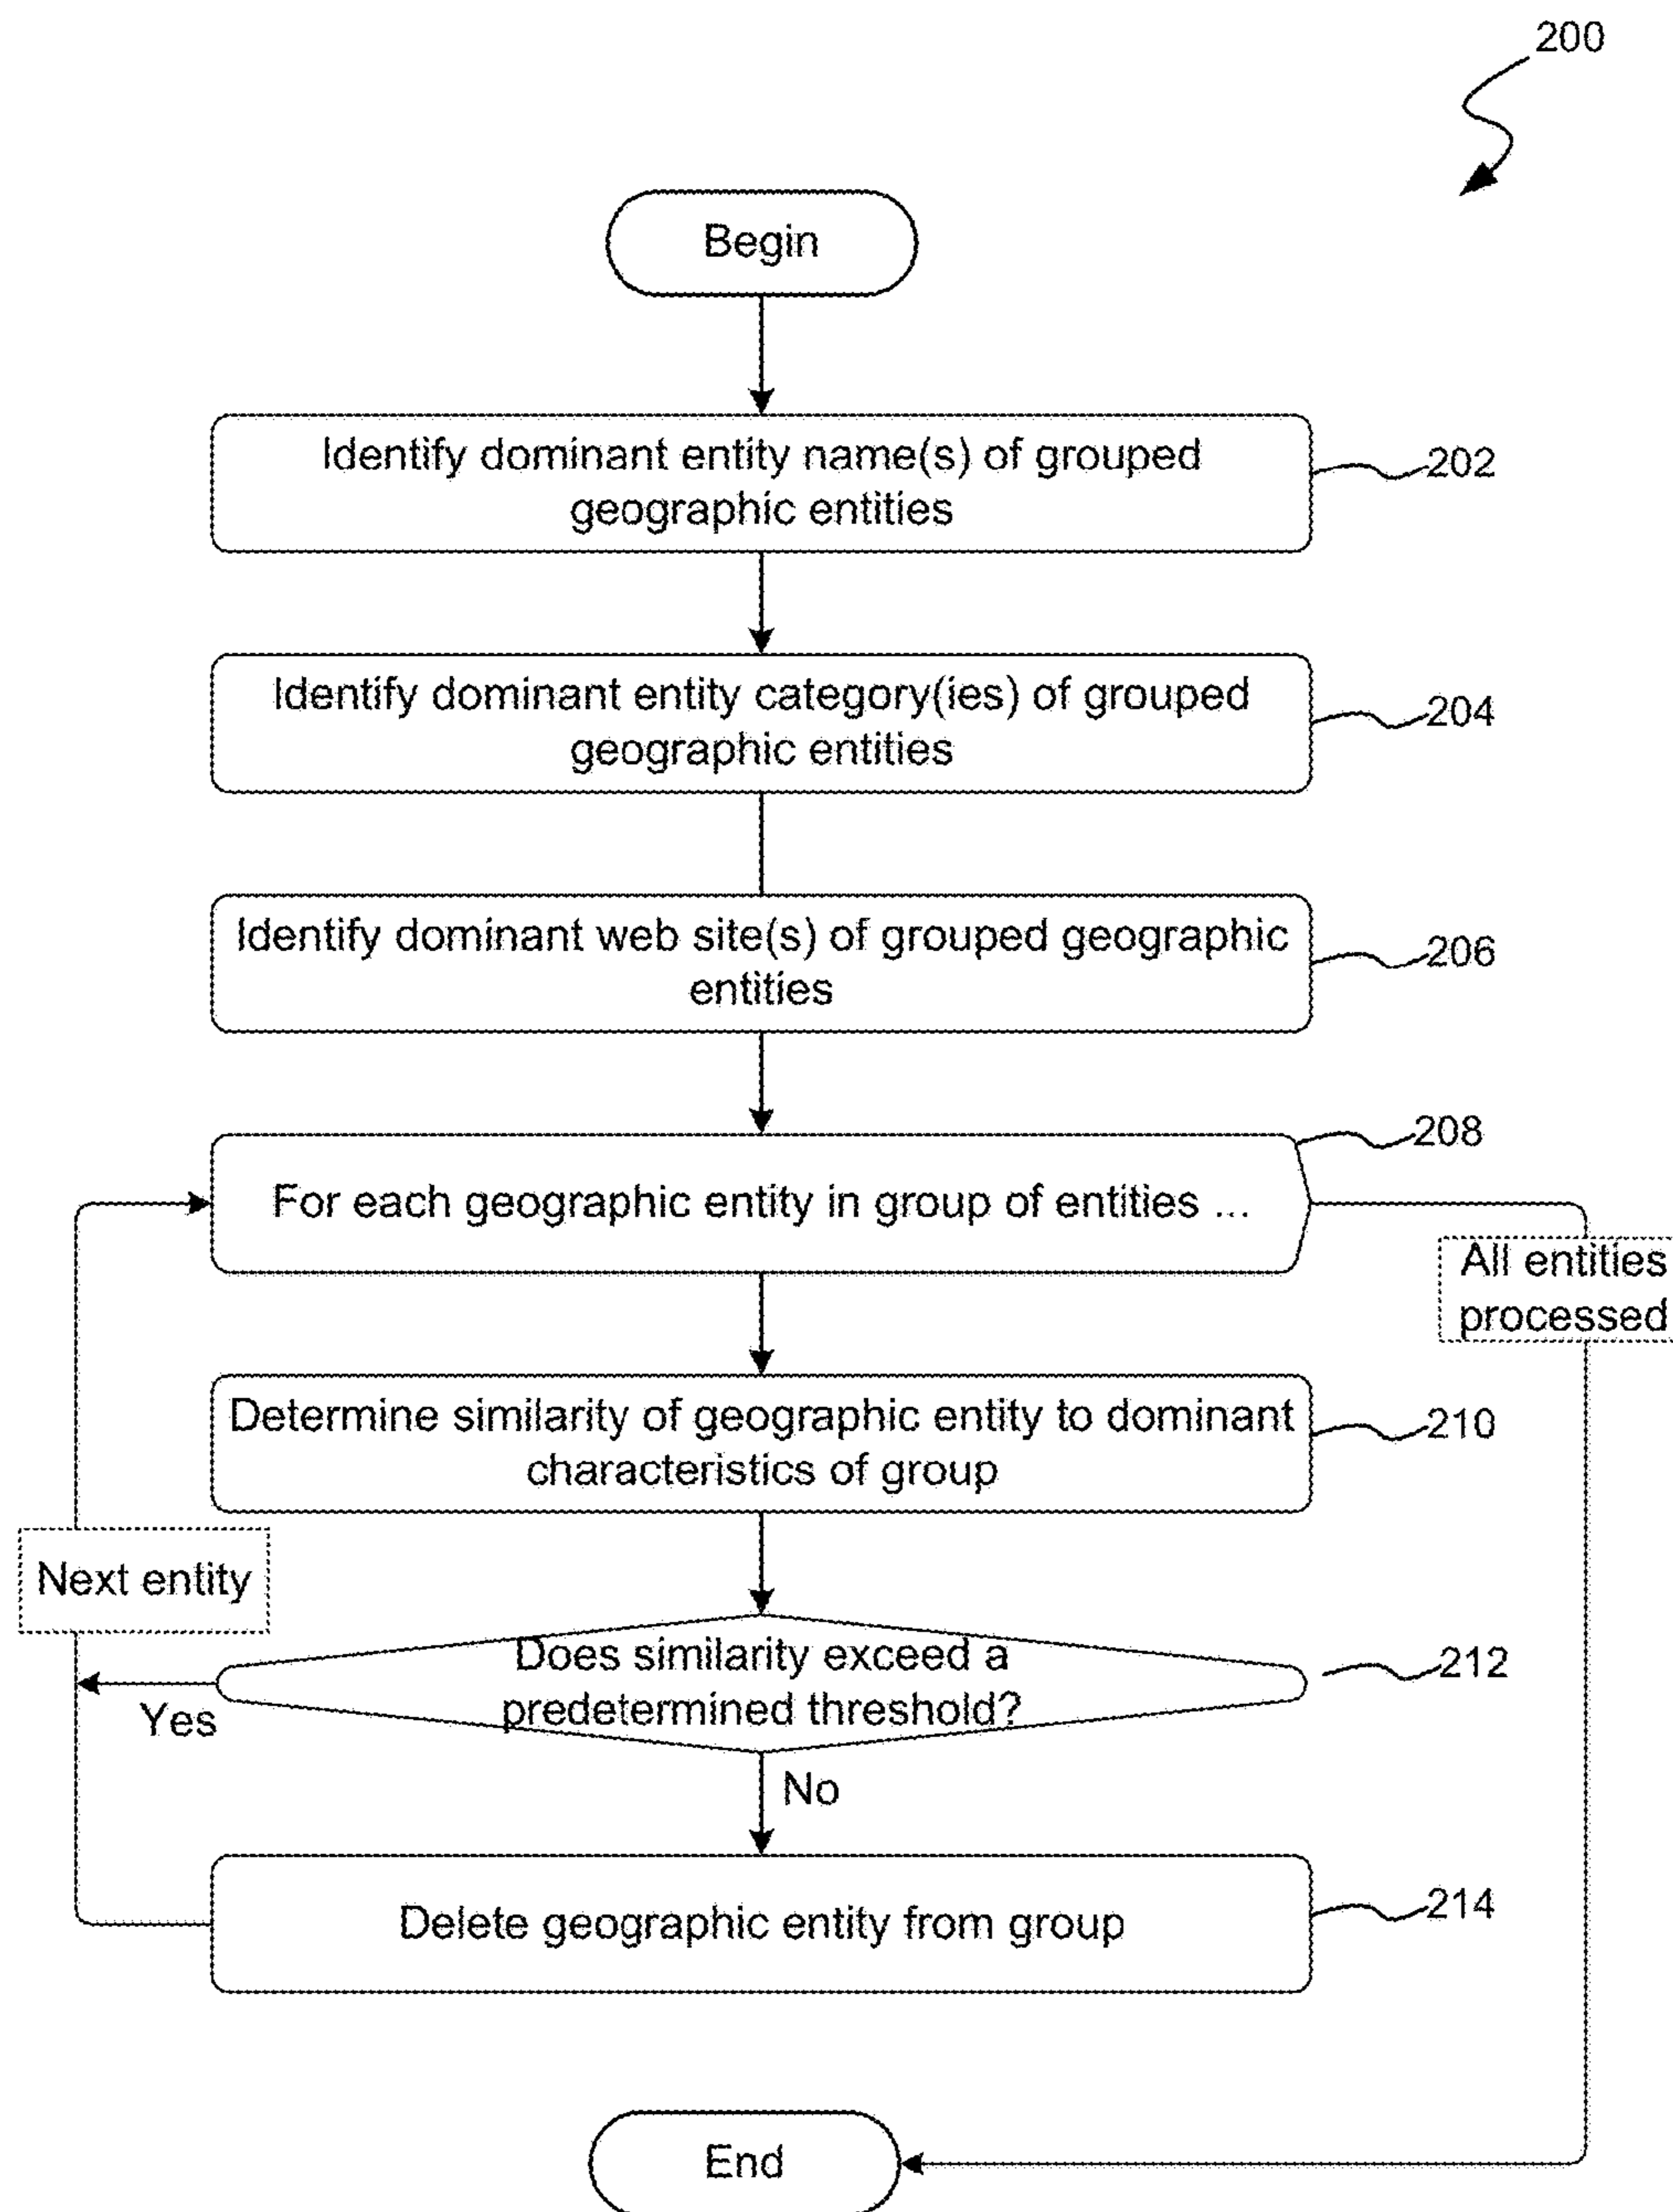 200
Begin
Identify dominant entity name(s) of grouped
geographic entities
202
Identify dominant entity category(ies) of grouped
geographic entities
204
Identify dominant web site(s) of grouped geographic
entities
206
208
For each geographic entity in group of entities ...
All entities
processed
Determine similarity of geographic entity to dominant
characteristics of group
210
Next entity
Does similarity exceed a
predetermined threshold?
212
Yes
No
Delete geographic entity from group
214
End